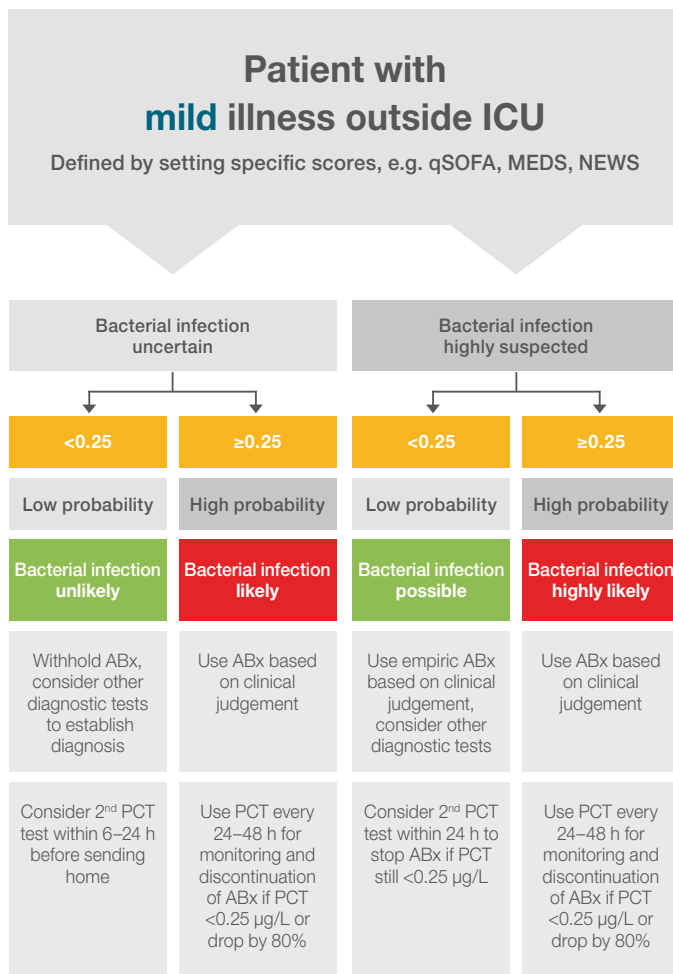 Patient with
mild illness outside ICU
Defined by setting specific scores, e.g. qSOFA, MEDS, NEWS
Bacterial infection
uncertain
Bacterial infection
highly suspected
<0.25
≥0.25
<0.25
≥0.25
Low probability
High probability
Low probability
High probability
Bacterial infection
unlikely
Bacterial infection
likely
Bacterial infection
possible
Bacterial infection
highly likely
Withhold ABx,
consider other
diagnostic tests
to establish
diagnosis
Use ABx based
on clinical
judgement
Use empiric ABx
based on clinical
judgement,
consider other
diagnostic tests
Use ABx based
on clinical
judgement
Consider 2nd PCT
test within 6–24 h
before sending
home
Use PCT every
24–48 h for
monitoring and
discontinuation
of ABx if PCT
<0.25 µg/L or
drop by 80%
Consider 2nd PCT
test within 24 h to
stop ABx if PCT
still <0.25 µg/L
Use PCT every
24–48 h for
monitoring and
discontinuation
of ABx if PCT
<0.25 µg/L or
drop by 80%